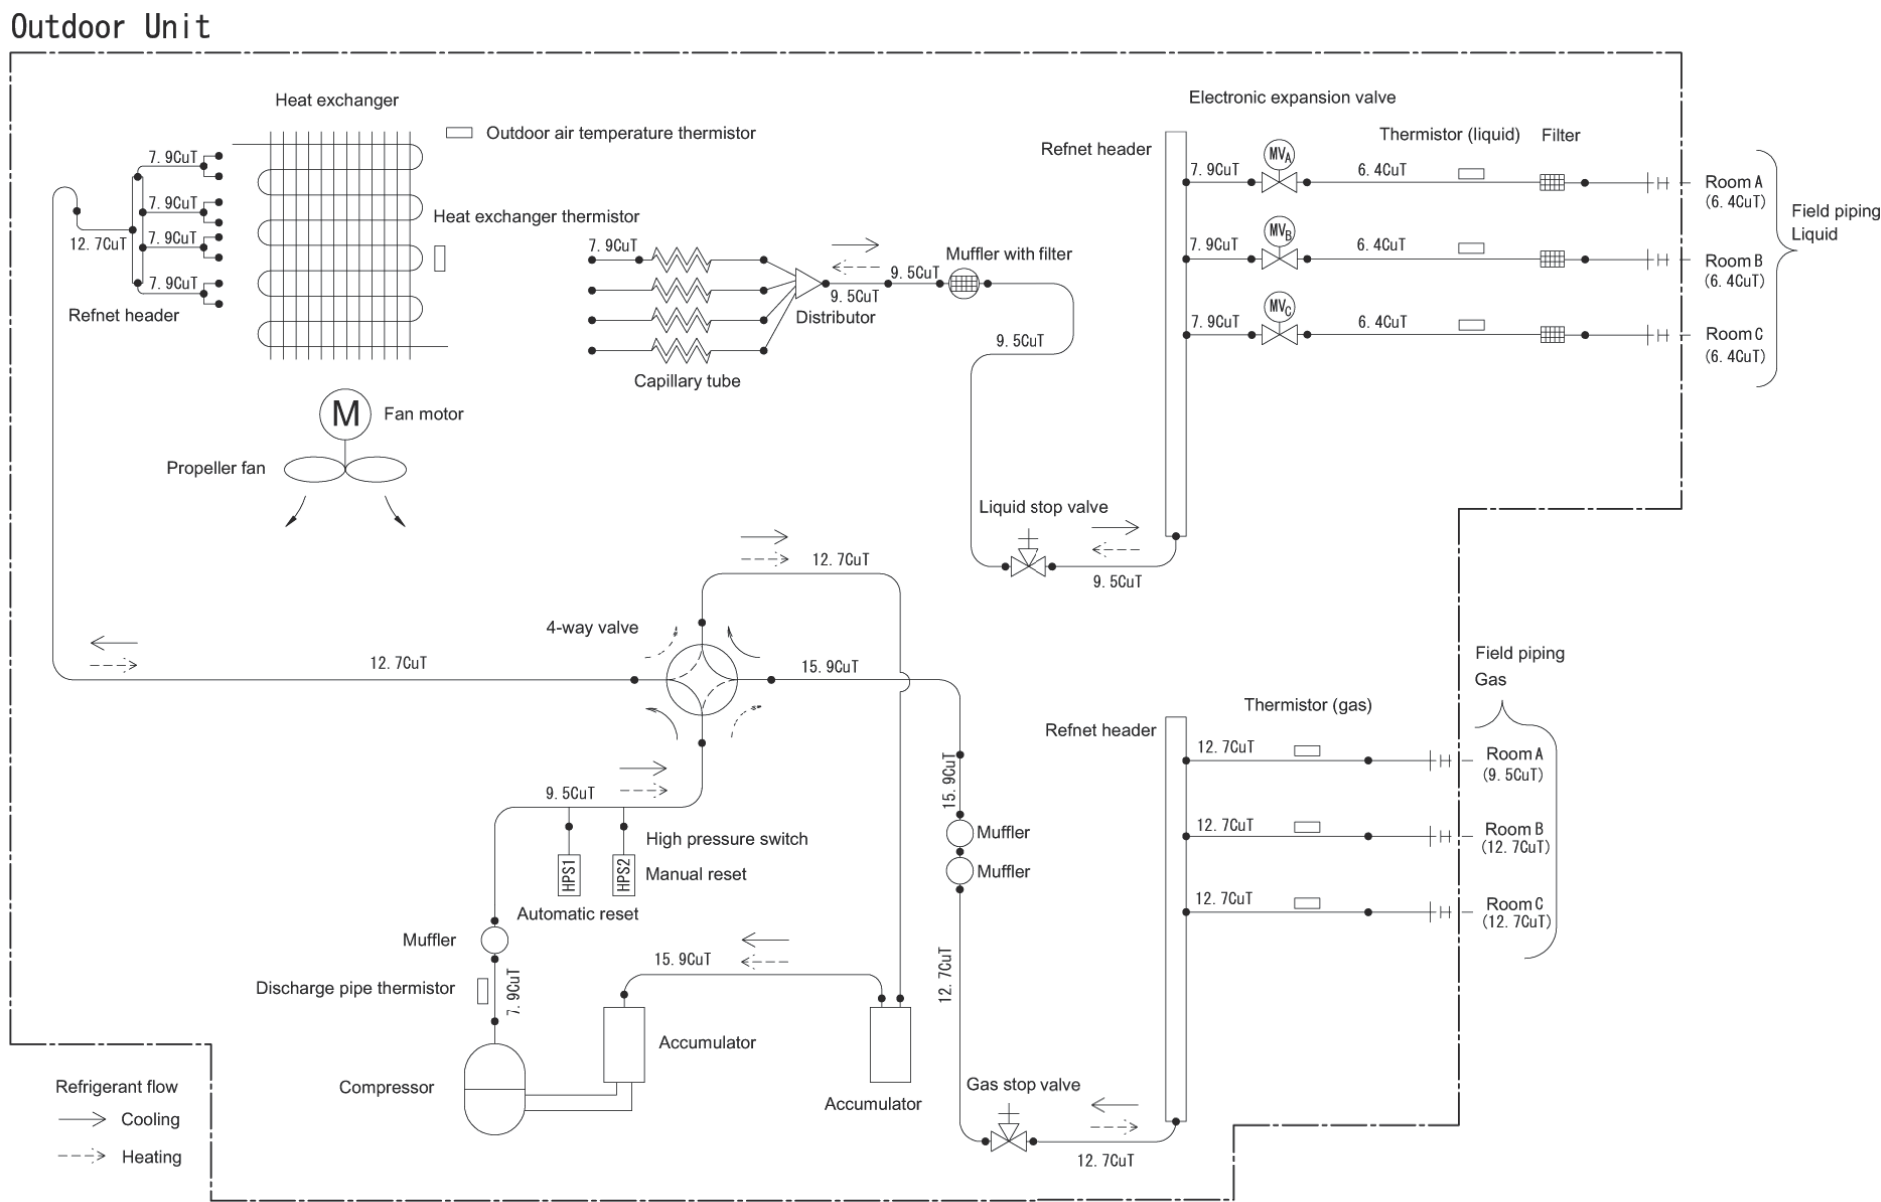 Outdoor Unit
Heat exchanger
Outdoor air temperature thermistor
7.9CuT
7.9CuT
7.9CuT
7.9CuT
12.7CuT
Refnet header
Heat exchanger thermistor
M
Fan motor
Propeller fan
7.9CuT
Capillary tube
Distributor
9.5CuT
9.5CuT
Muffler with filter
9.5CuT
Liquid stop valve
9.5CuT
Refnet header
Electronic expansion valve
Thermistor (liquid)
Filter
7.9CuT
MVA
6.4CuT
Room A
(6.4CuT)
7.9CuT
MVB
6.4CuT
Room B
(6.4CuT)
7.9CuT
MVC
6.4CuT
Room C
(6.4CuT)
Field piping
Liquid
12.7CuT
4-way valve
12.7CuT
15.9CuT
15.9CuT
Muffler
Muffler
12.7CuT
9.5CuT
High pressure switch
HPS1
HPS2
Manual reset
Automatic reset
Muffler
Discharge pipe thermistor
7.9CuT
15.9CuT
Accumulator
Accumulator
Compressor
Gas stop valve
12.7CuT
Refnet header
Thermistor (gas)
Field piping
Gas
12.7CuT
Room A
(9.5CuT)
12.7CuT
Room B
(12.7CuT)
12.7CuT
Room C
(12.7CuT)
Refrigerant flow
Cooling
Heating